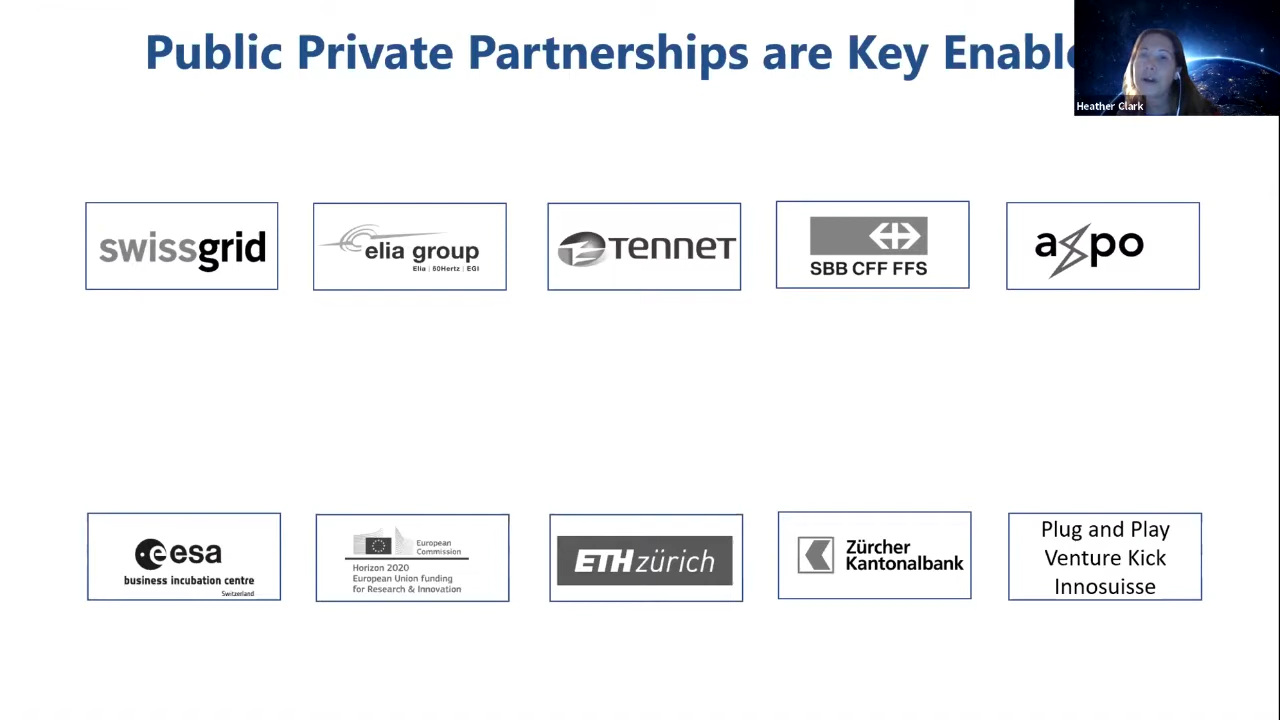 Public Private Partnerships are Key Enable
Heather Clark
swissgrid
elia group
Elia | 50Hertz | EGI
TENNET
SBB CFF FFS
axpo
esa
business incubation centre
Switzerland
European
Commission
Horizon 2020
European Union funding
for Research & Innovation
ETH zürich
Zürcher
Kantonalbank
Plug and Play
Venture Kick
Innosuisse